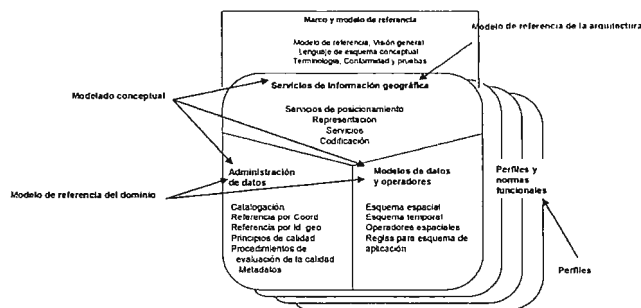 Marco y modelo de referencia
Modelo de referencia de la arquitectura
Modelo de referencia, Visión general
Lenguaje de esquema conceptual
Terminología, Conformidad y pruebas
Servicios de información geográfica
Modelado conceptual
Servicios de posicionamiento
Representación
Servicios
Codificación
Administración
de datos
Modelos de datos
y operadores
Perfiles y
normas
funcionales
Modelo de referencia del dominio
Catalogación
Referencia por Coord
Referencia por Id geo
Principios de calidad
Procedimientos de
evaluación de la calidad
Metadatos
Esquema espacial
Esquema temporal
Operadores espaciales
Reglas para esquema de
aplicación
Perfiles